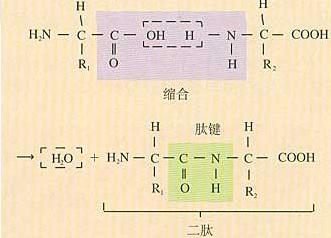 H H
H₂N — C — C — OH H — N — C — COOH
R₁ O H R₂
缩合
H 肽键 H
→ H₂O + H₂N — C — C — N — C — COOH
R₁ O H R₂
二肽